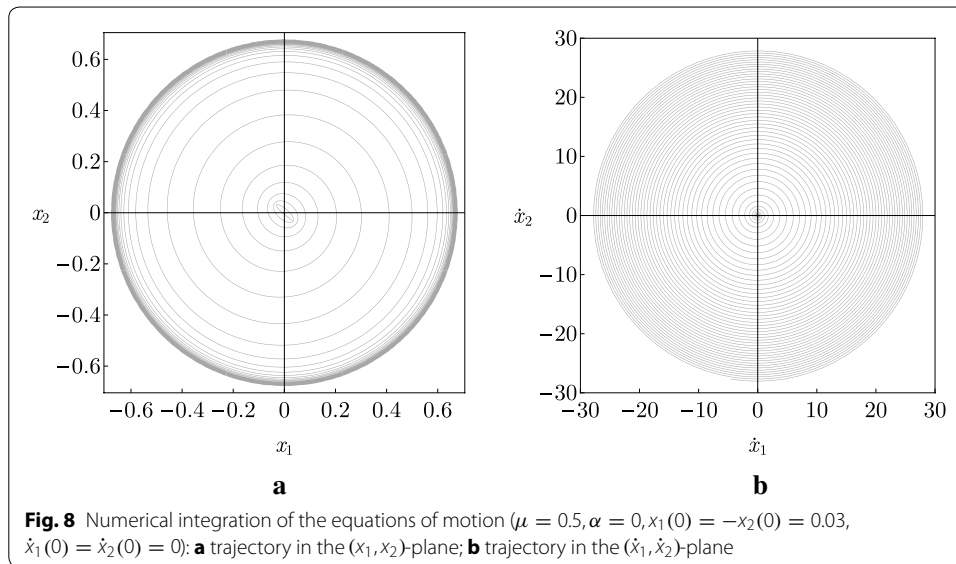 0.6
0.4
0.2
0
−0.2
−0.4
−0.6
x₂
−0.6 −0.4 −0.2 0 0.2 0.4 0.6
x₁
a
30
20
10
0
−10
−20
−30
ẋ₂
−30 −20 −10 0 10 20 30
ẋ₁
b
Fig. 8 Numerical integration of the equations of motion (μ = 0.5, α = 0, x₁(0) = −x₂(0) = 0.03,
ẋ₁(0) = ẋ₂(0) = 0): a trajectory in the (x₁, x₂)-plane; b trajectory in the (ẋ₁, ẋ₂)-plane